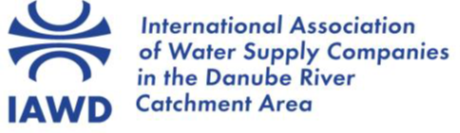 International Association
of Water Supply Companies
in the Danube River
Catchment Area
IAWD